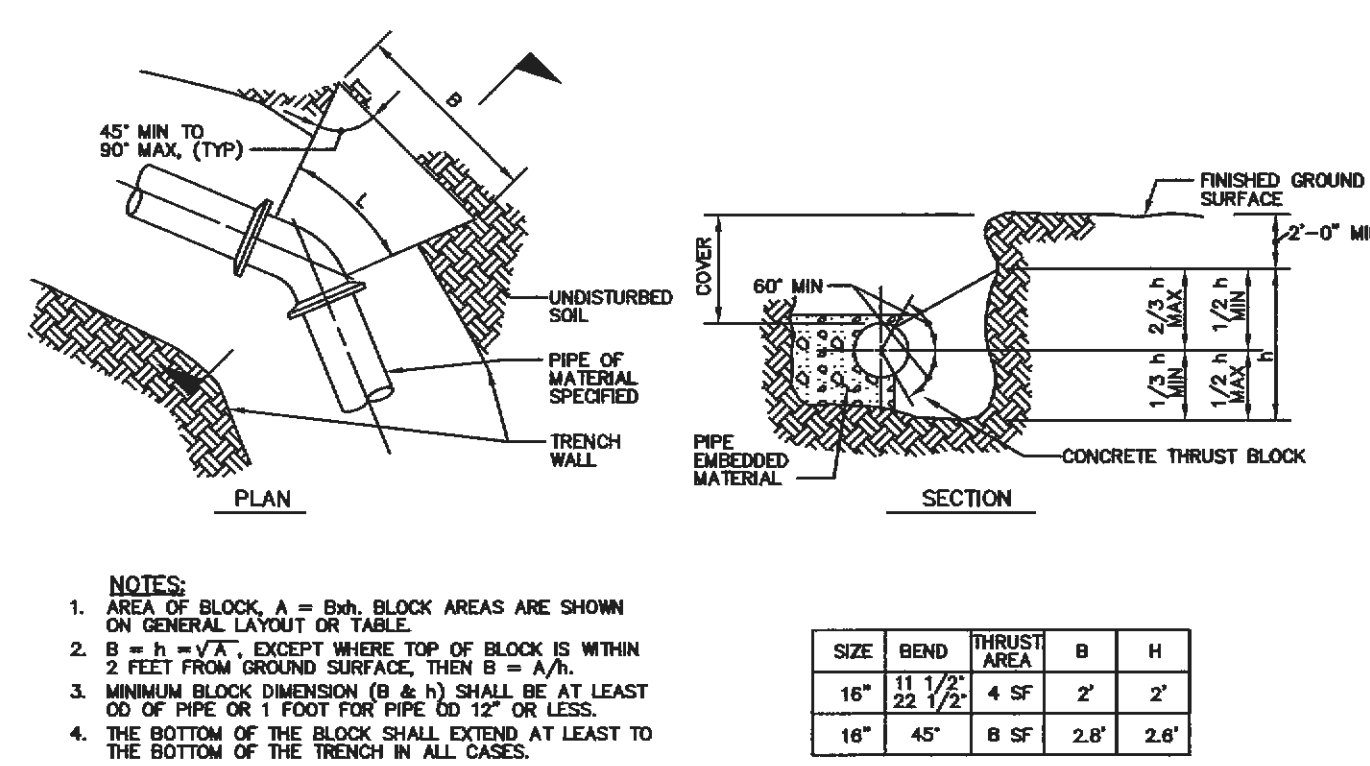 B
45° MIN TO
90° MAX, (TYP)
L
UNDISTURBED
SOIL
PIPE OF
MATERIAL
SPECIFIED
TRENCH
WALL
PLAN
FINISHED GROUND
SURFACE
2'-0" MI
COVER
60° MIN
2/3 h
MAX
1/2 h
MIN
h
1/3 h
MIN
1/2 h
MAX
PIPE
EMBEDDED
MATERIAL
CONCRETE THRUST BLOCK
SECTION
NOTES:
1. AREA OF BLOCK, A = Bxh. BLOCK AREAS ARE SHOWN
ON GENERAL LAYOUT OR TABLE.
2. B = h = √A , EXCEPT WHERE TOP OF BLOCK IS WITHIN
2 FEET FROM GROUND SURFACE, THEN B = A/h.
3. MINIMUM BLOCK DIMENSION (B & h) SHALL BE AT LEAST
OD OF PIPE OR 1 FOOT FOR PIPE OD 12" OR LESS.
4. THE BOTTOM OF THE BLOCK SHALL EXTEND AT LEAST TO
THE BOTTOM OF THE TRENCH IN ALL CASES.
SIZE BEND THRUST AREA B H
16" 11 1/2° 22 1/2° 4 SF 2' 2'
16" 45° 8 SF 2.8' 2.6'